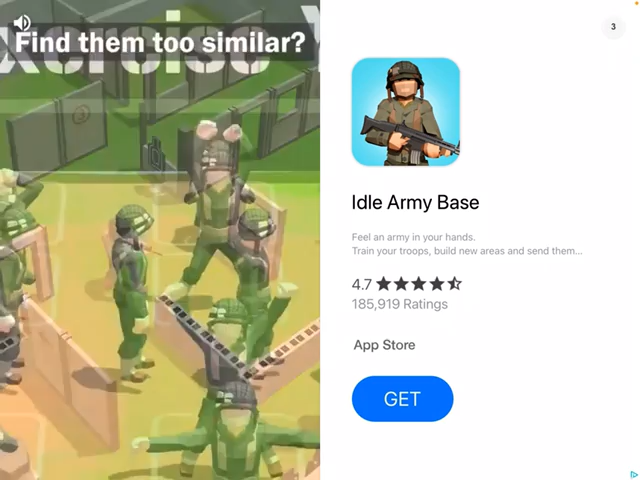 Exercise Y
Find them too similar?
3
Idle Army Base
Feel an army in your hands.
Train your troops, build new areas and send them...
4.7
185,919 Ratings
App Store
GET